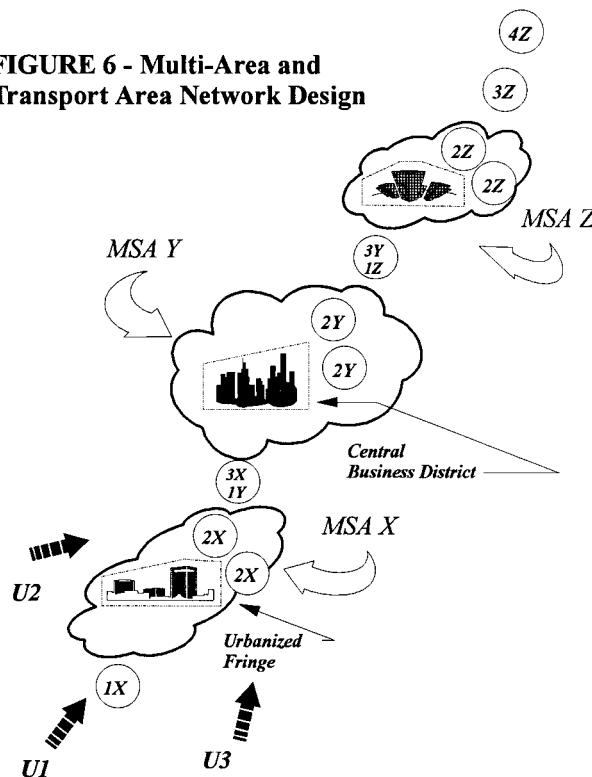 4Z
FIGURE 6 - Multi-Area and
Transport Area Network Design
3Z
2Z
2Z
MSA Z
MSA Y
3Y
1Z
2Y
2Y
Central
Business District
3X
1Y
2X
MSA X
2X
U2
Urbanized
Fringe
1X
U1
U3